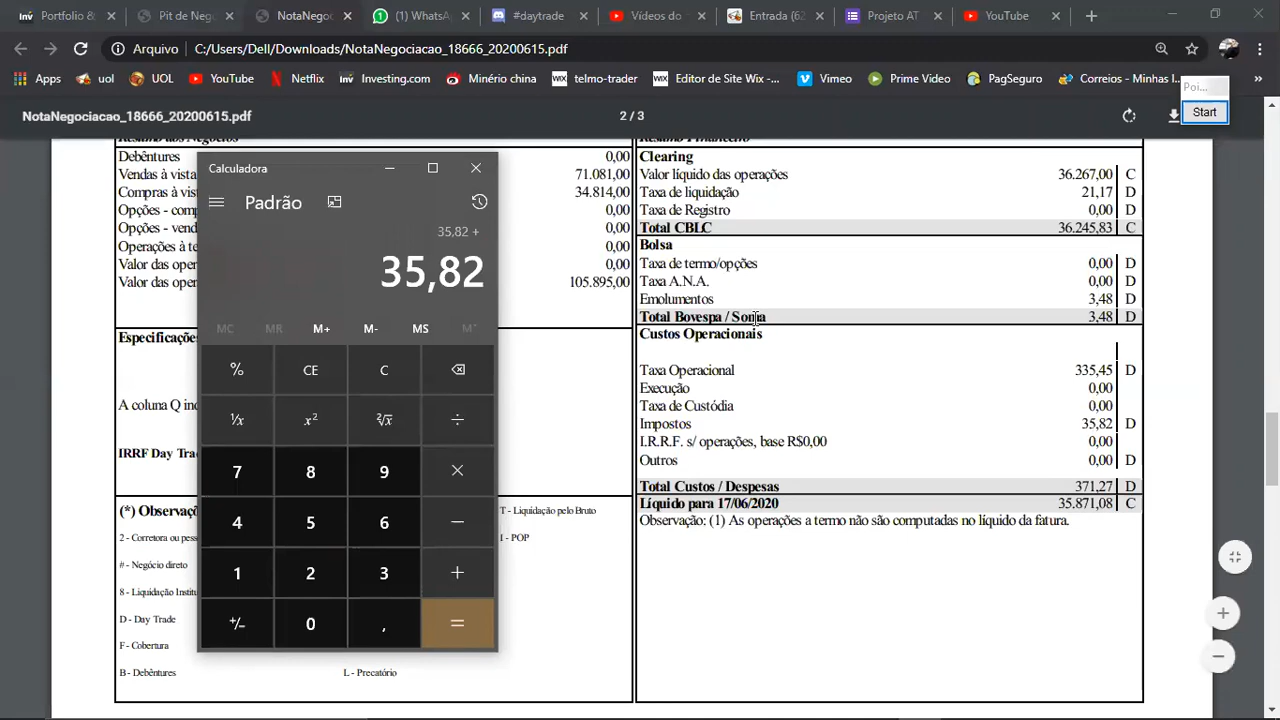 Portfolio &
Pit de Neg
NotaNegoc
(1) WhatsA
#daytrade
Vídeos do
Entrada (62
Projeto AT
YouTube
Arquivo
C:/Users/Dell/Downloads/NotaNegociacao_18666_20200615.pdf
Apps
uol
UOL
YouTube
Netflix
Investing.com
Minério china
telmo-trader
Editor de Site Wix -...
Vimeo
Prime Video
PagSeguro
Correios - Minhas I...
Poi...
Start
NotaNegociacao_18666_20200615.pdf
2 / 3
Debêntures 0,00
Vendas à vista 71.081,00
Compras à vis 34.814,00
Opções - comp 0,00
Opções - vend 0,00
Operações à te 0,00
Valor das oper 0,00
Valor das oper 105.895,00
Especificaçõe
A coluna Q ind
IRRF Day Tra
(*) Observaçõ
2 - Corretora ou pess
# - Negócio direto
8 - Liquidação Institu
D - Day Trade
F - Cobertura
B - Debêntures
L - Precatório
T - Liquidação pelo Bruto
I - POP
Calculadora
Padrão
35,82 +
35,82
MC MR M+ M- MS M˅
% CE C
¹/x x² ²√x ÷
7 8 9 ×
4 5 6 −
1 2 3 +
+/− 0 , =
Resumo Financeiro
Clearing
Valor líquido das operações 36.267,00 C
Taxa de liquidação 21,17 D
Taxa de Registro 0,00 D
Total CBLC 36.245,83 C
Bolsa
Taxa de termo/opções 0,00 D
Taxa A.N.A. 0,00 D
Emolumentos 3,48 D
Total Bovespa / Soma 3,48 D
Custos Operacionais
Taxa Operacional 335,45 D
Execução 0,00
Taxa de Custódia 0,00
Impostos 35,82 D
I.R.R.F. s/ operações, base R$0,00 0,00
Outros 0,00 D
Total Custos / Despesas 371,27 D
Líquido para 17/06/2020 35.871,08 C
Observação: (1) As operações a termo não são computadas no líquido da fatura.